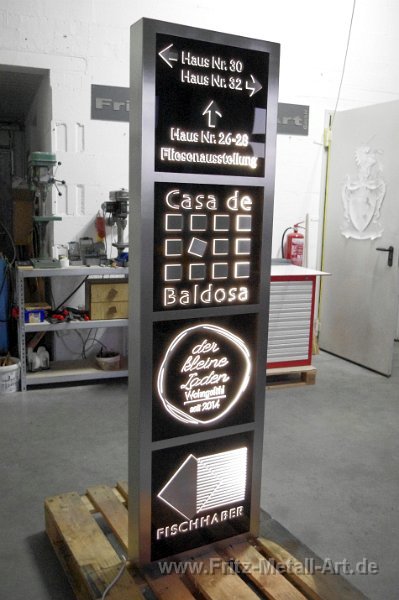 Haus Nr. 30
Haus Nr. 32
Haus Nr. 26-28
Fliesenausstellung
Casa de
Baldosa
der
kleine
Laden
Wohngefühl
seit 2014
FISCHHABER
www.Fritz-Metall-Art.de